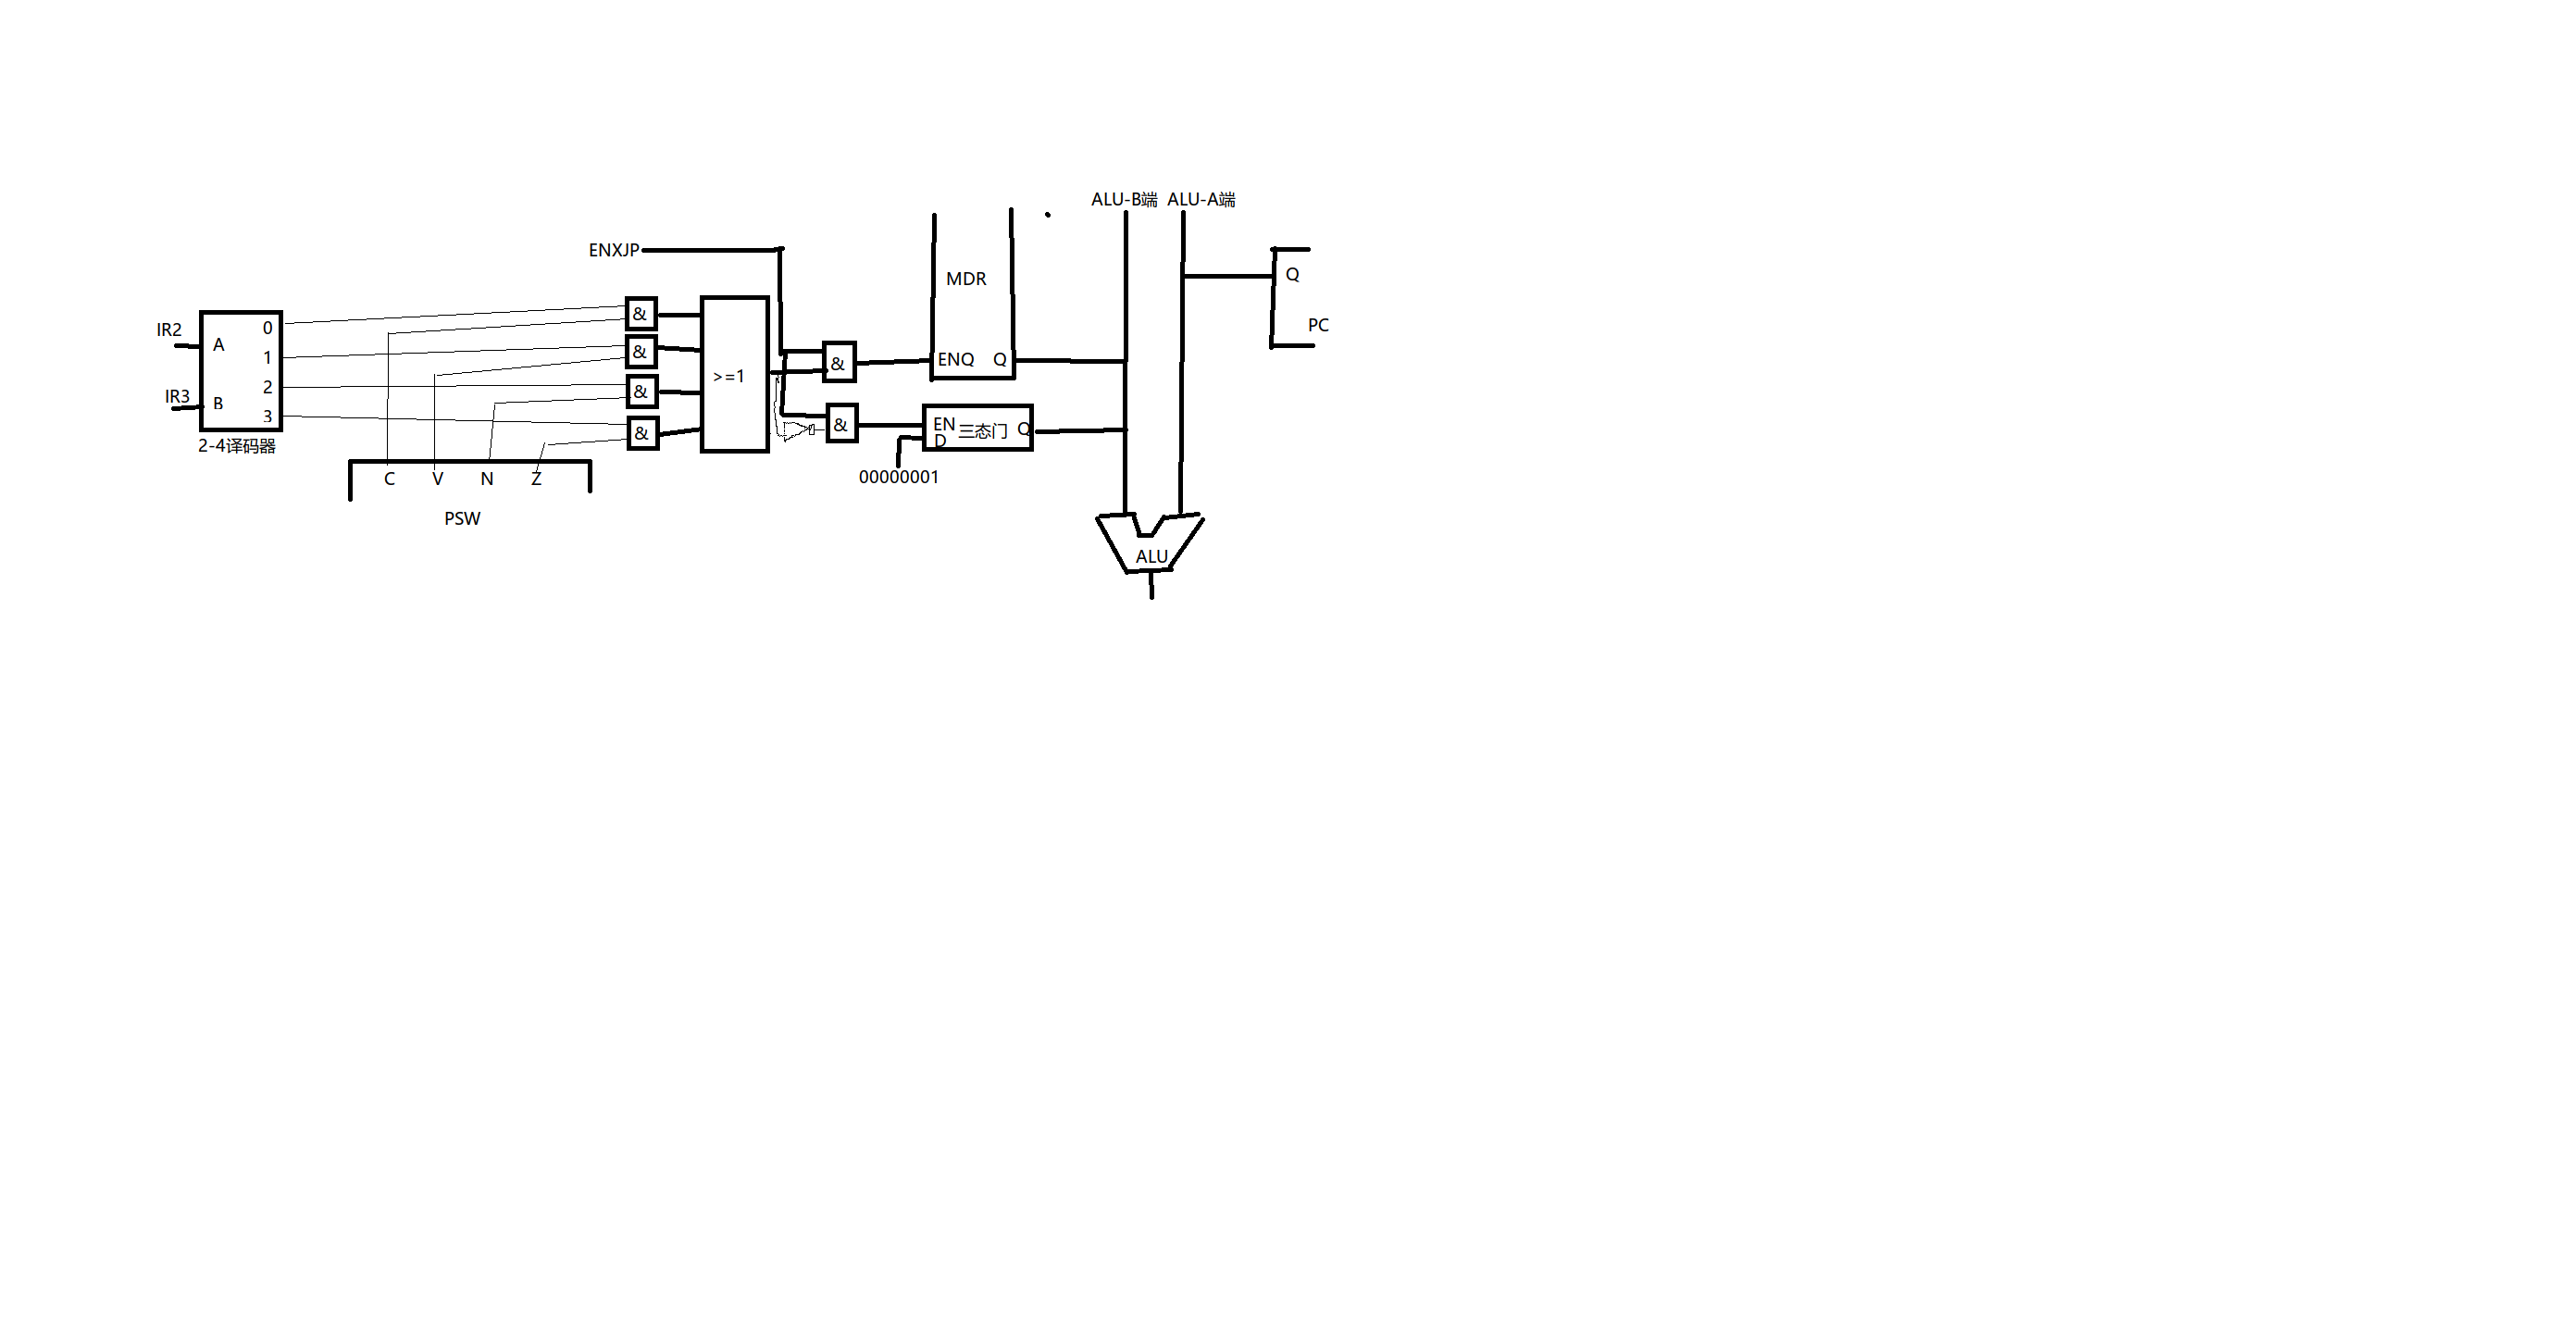 ALU-B端 ALU-A端
ENXJP
MDR
Q
PC
IR2
A
0
1
2
3
IR3
B
2-4译码器
&
&
&
&
>=1
&
&
ENQ Q
EN 三态门 Q
D
00000001
C V N Z
PSW
ALU